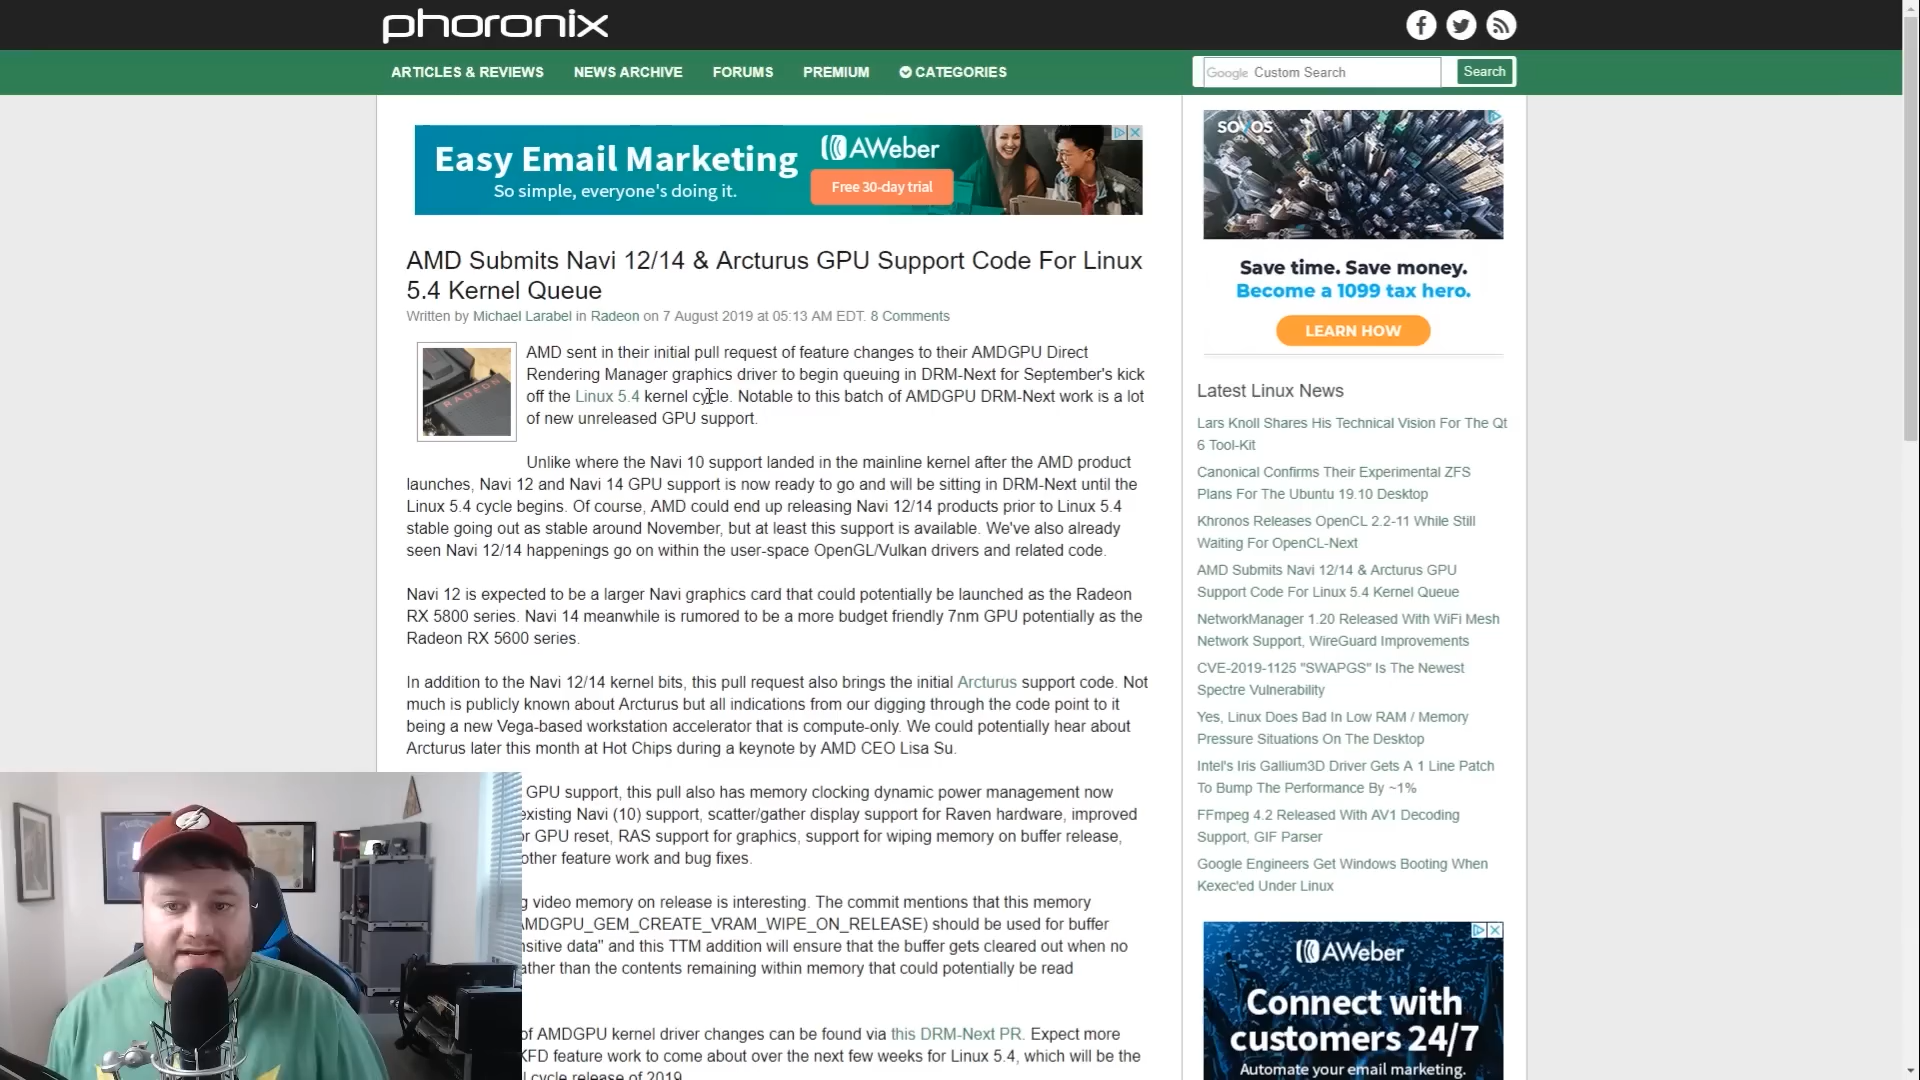 phoronix
ARTICLES & REVIEWS NEWS ARCHIVE FORUMS PREMIUM CATEGORIES
Google Custom Search Search
Easy Email Marketing
So simple, everyone's doing it.
AWeber
Free 30-day trial
AMD Submits Navi 12/14 & Arcturus GPU Support Code For Linux
5.4 Kernel Queue
Written by Michael Larabel in Radeon on 7 August 2019 at 05:13 AM EDT. 8 Comments
RADEON
AMD sent in their initial pull request of feature changes to their AMDGPU Direct
Rendering Manager graphics driver to begin queuing in DRM-Next for September's kick
off the Linux 5.4 kernel cycle. Notable to this batch of AMDGPU DRM-Next work is a lot
of new unreleased GPU support.
Unlike where the Navi 10 support landed in the mainline kernel after the AMD product
launches, Navi 12 and Navi 14 GPU support is now ready to go and will be sitting in DRM-Next until the
Linux 5.4 cycle begins. Of course, AMD could end up releasing Navi 12/14 products prior to Linux 5.4
stable going out as stable around November, but at least this support is available. We've also already
seen Navi 12/14 happenings go on within the user-space OpenGL/Vulkan drivers and related code.
Navi 12 is expected to be a larger Navi graphics card that could potentially be launched as the Radeon
RX 5800 series. Navi 14 meanwhile is rumored to be a more budget friendly 7nm GPU potentially as the
Radeon RX 5600 series.
In addition to the Navi 12/14 kernel bits, this pull request also brings the initial Arcturus support code. Not
much is publicly known about Arcturus but all indications from our digging through the code point to it
being a new Vega-based workstation accelerator that is compute-only. We could potentially hear about
Arcturus later this month at Hot Chips during a keynote by AMD CEO Lisa Su.
GPU support, this pull also has memory clocking dynamic power management now
existing Navi (10) support, scatter/gather display support for Raven hardware, improved
or GPU reset, RAS support for graphics, support for wiping memory on buffer release,
other feature work and bug fixes.
g video memory on release is interesting. The commit mentions that this memory
AMDGPU_GEM_CREATE_VRAM_WIPE_ON_RELEASE) should be used for buffer
nsitive data" and this TTM addition will ensure that the buffer gets cleared out when no
ather than the contents remaining within memory that could potentially be read
of AMDGPU kernel driver changes can be found via this DRM-Next PR. Expect more
KFD feature work to come about over the next few weeks for Linux 5.4, which will be the
l cycle release of 2019.
SOVOS
Save time. Save money.
Become a 1099 tax hero.
LEARN HOW
Latest Linux News
Lars Knoll Shares His Technical Vision For The Qt
6 Tool-Kit
Canonical Confirms Their Experimental ZFS
Plans For The Ubuntu 19.10 Desktop
Khronos Releases OpenCL 2.2-11 While Still
Waiting For OpenCL-Next
AMD Submits Navi 12/14 & Arcturus GPU
Support Code For Linux 5.4 Kernel Queue
NetworkManager 1.20 Released With WiFi Mesh
Network Support, WireGuard Improvements
CVE-2019-1125 "SWAPGS" Is The Newest
Spectre Vulnerability
Yes, Linux Does Bad In Low RAM / Memory
Pressure Situations On The Desktop
Intel's Iris Gallium3D Driver Gets A 1 Line Patch
To Bump The Performance By ~1%
FFmpeg 4.2 Released With AV1 Decoding
Support, GIF Parser
Google Engineers Get Windows Booting When
Kexec'ed Under Linux
AWeber
Connect with
customers 24/7
Automate your email marketing.